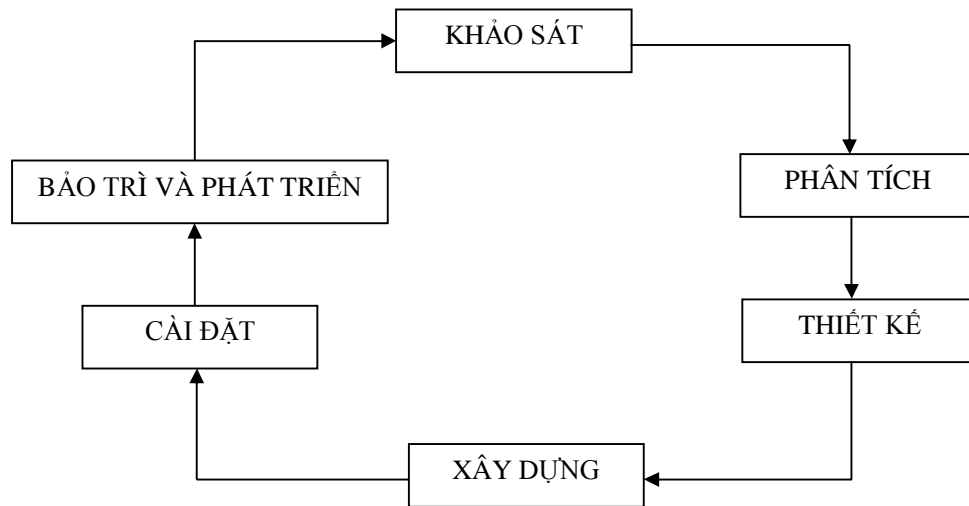 KHẢO SÁT
BẢO TRÌ VÀ PHÁT TRIỂN
PHÂN TÍCH
CÀI ĐẶT
THIẾT KẾ
XÂY DỰNG